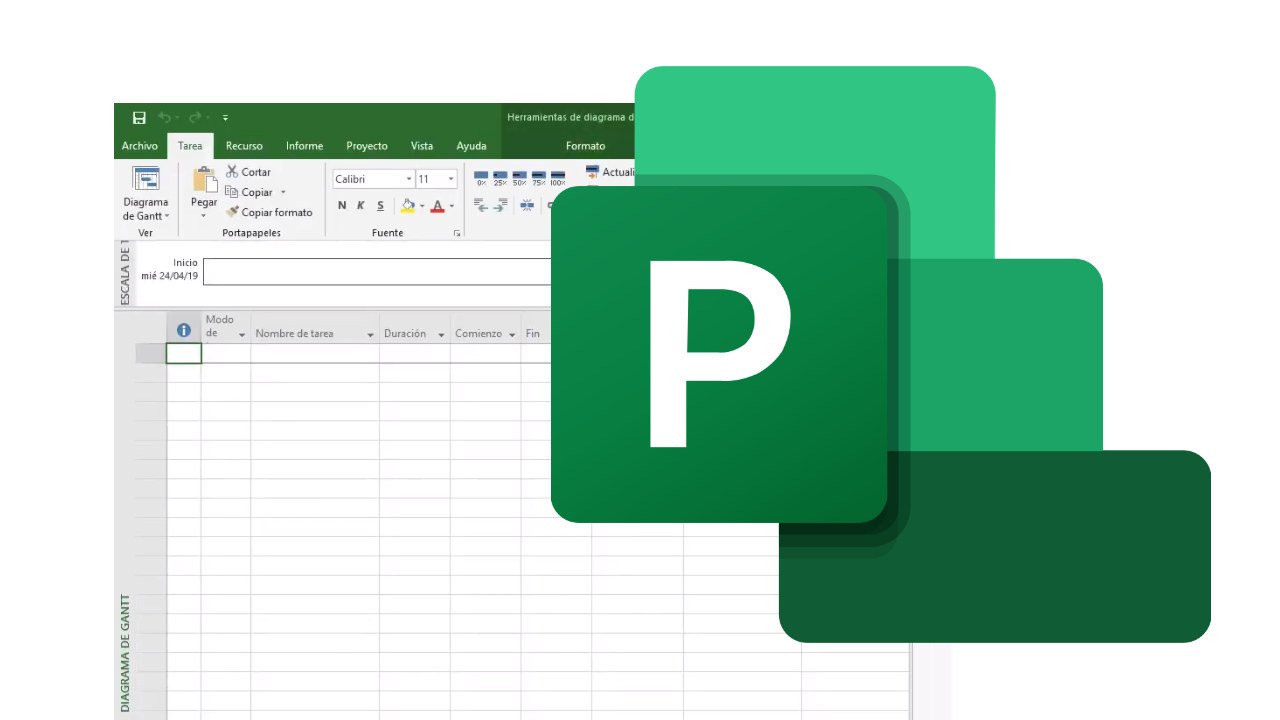 Herramientas de diagrama d
Archivo Tarea Recurso Informe Proyecto Vista Ayuda Formato
Diagrama de Gantt
Ver
Pegar
Cortar
Copiar
Copiar formato
Portapapeles
Calibri 11
N K S A
Fuente
0% 25% 50% 75% 100%
Actuali
ESCALA DE T
Inicio
mié 24/04/19
Modo de
Nombre de tarea
Duración
Comienzo
Fin
DIAGRAMA DE GANTT
P